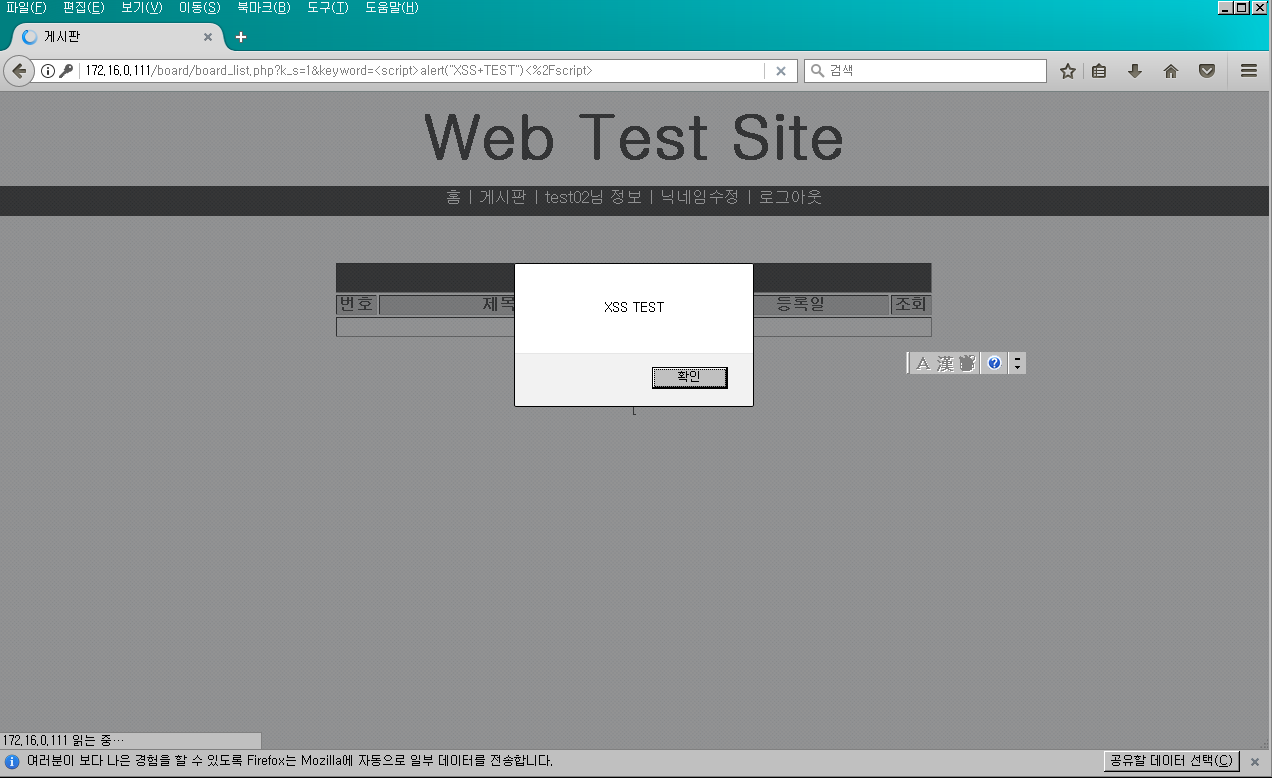 파일(F) 편집(E) 보기(V) 이동(S) 북마크(B) 도구(T) 도움말(H)
게시판
172.16.0.111/board/board_list.php?k_s=1&keyword=<script>alert("XSS+TEST")<%2Fscript>
검색
Web Test Site
홈 | 게시판 | test02님 정보 | 닉네임수정 | 로그아웃
XSS TEST
번호 제목 등록일 조회
A 漢
확인
[
172.16.0.111 읽는 중…
여러분이 보다 나은 경험을 할 수 있도록 Firefox는 Mozilla에 자동으로 일부 데이터를 전송합니다.
공유할 데이터 선택(C)